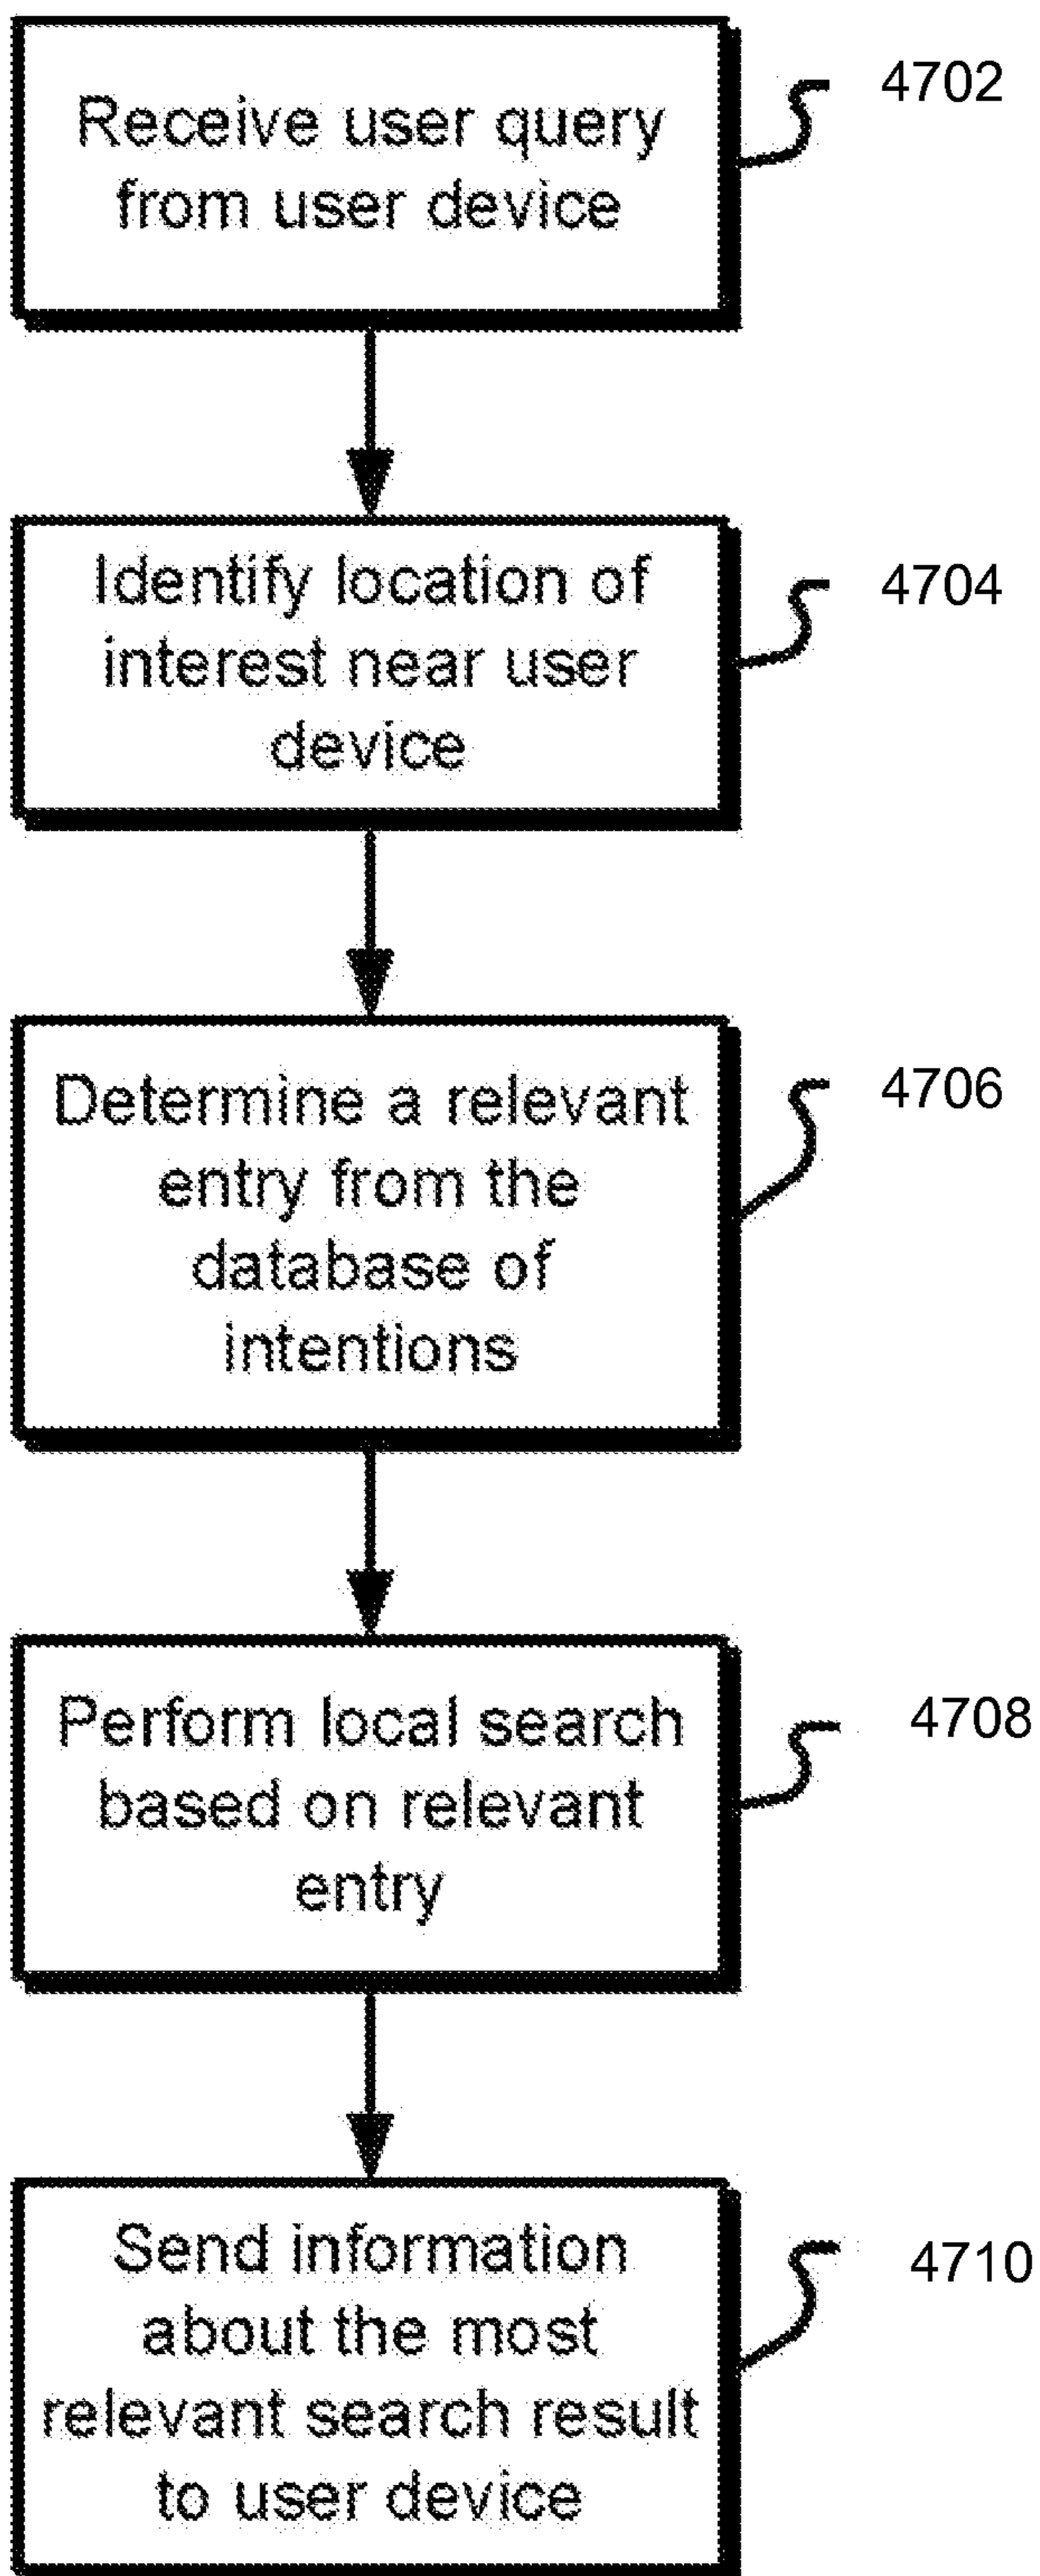 Receive user query
from user device
4702
Identify location of
interest near user
device
4704
Determine a relevant
entry from the
database of
intentions
4706
Perform local search
based on relevant
entry
4708
Send information
about the most
relevant search result
to user device
4710